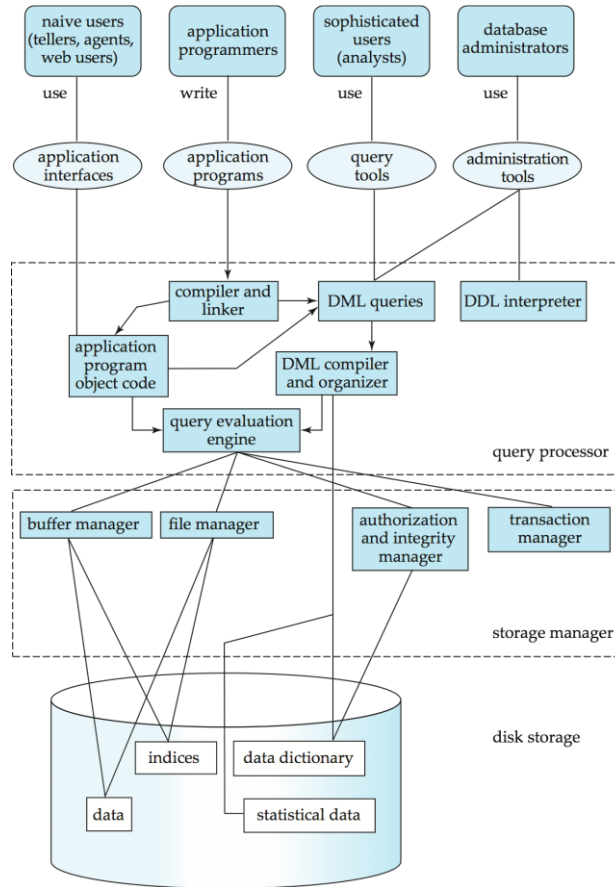 naive users
(tellers, agents,
web users)
application
programmers
sophisticated
users
(analysts)
database
administrators
use
write
use
use
application
interfaces
application
programs
query
tools
administration
tools
compiler and
linker
DML queries
DDL interpreter
application
program
object code
DML compiler
and organizer
query evaluation
engine
query processor
buffer manager
file manager
authorization
and integrity
manager
transaction
manager
storage manager
disk storage
indices
data dictionary
data
statistical data